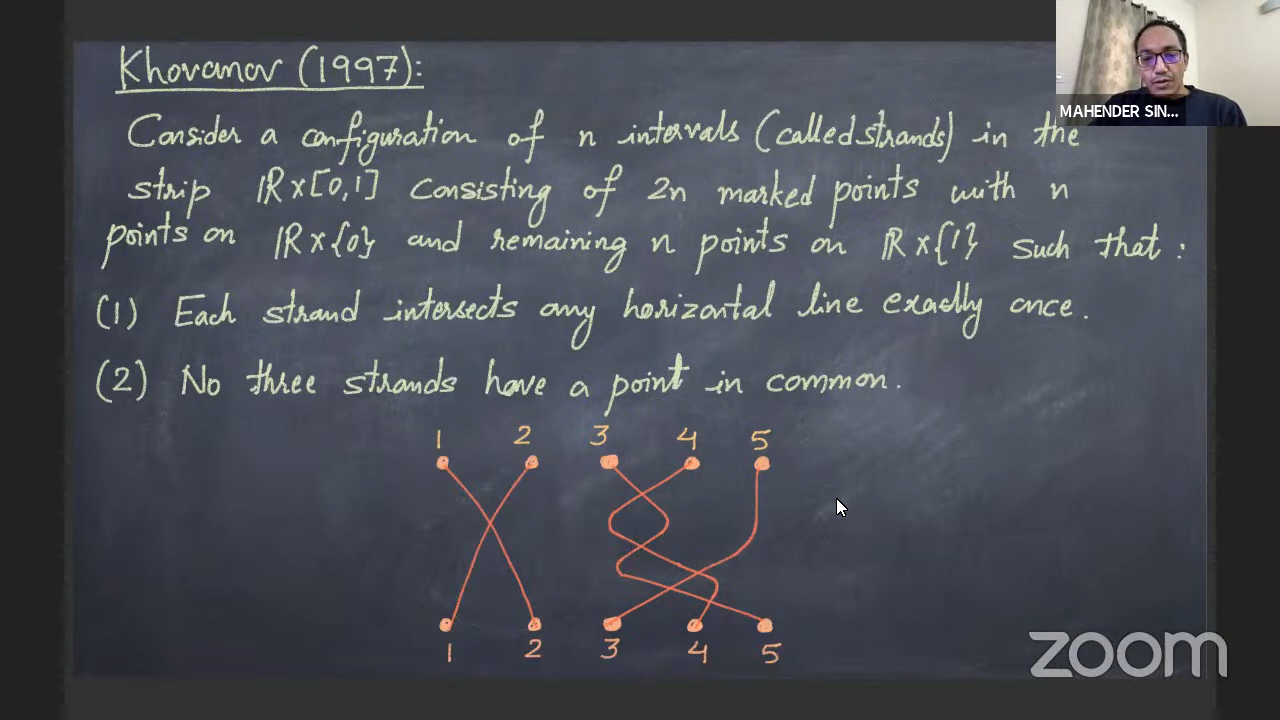 Khovanov (1997):
Consider a configuration of n intervals (called strands) in the
strip ℝ×[0,1] consisting of 2n marked points with n
points on ℝ×{0} and remaining n points on ℝ×{1} such that:
(1) Each strand intersects any horizontal line exactly once.
(2) No three strands have a point in common.
1 2 3 4 5
1 2 3 4 5
MAHENDER SIN...
zoom